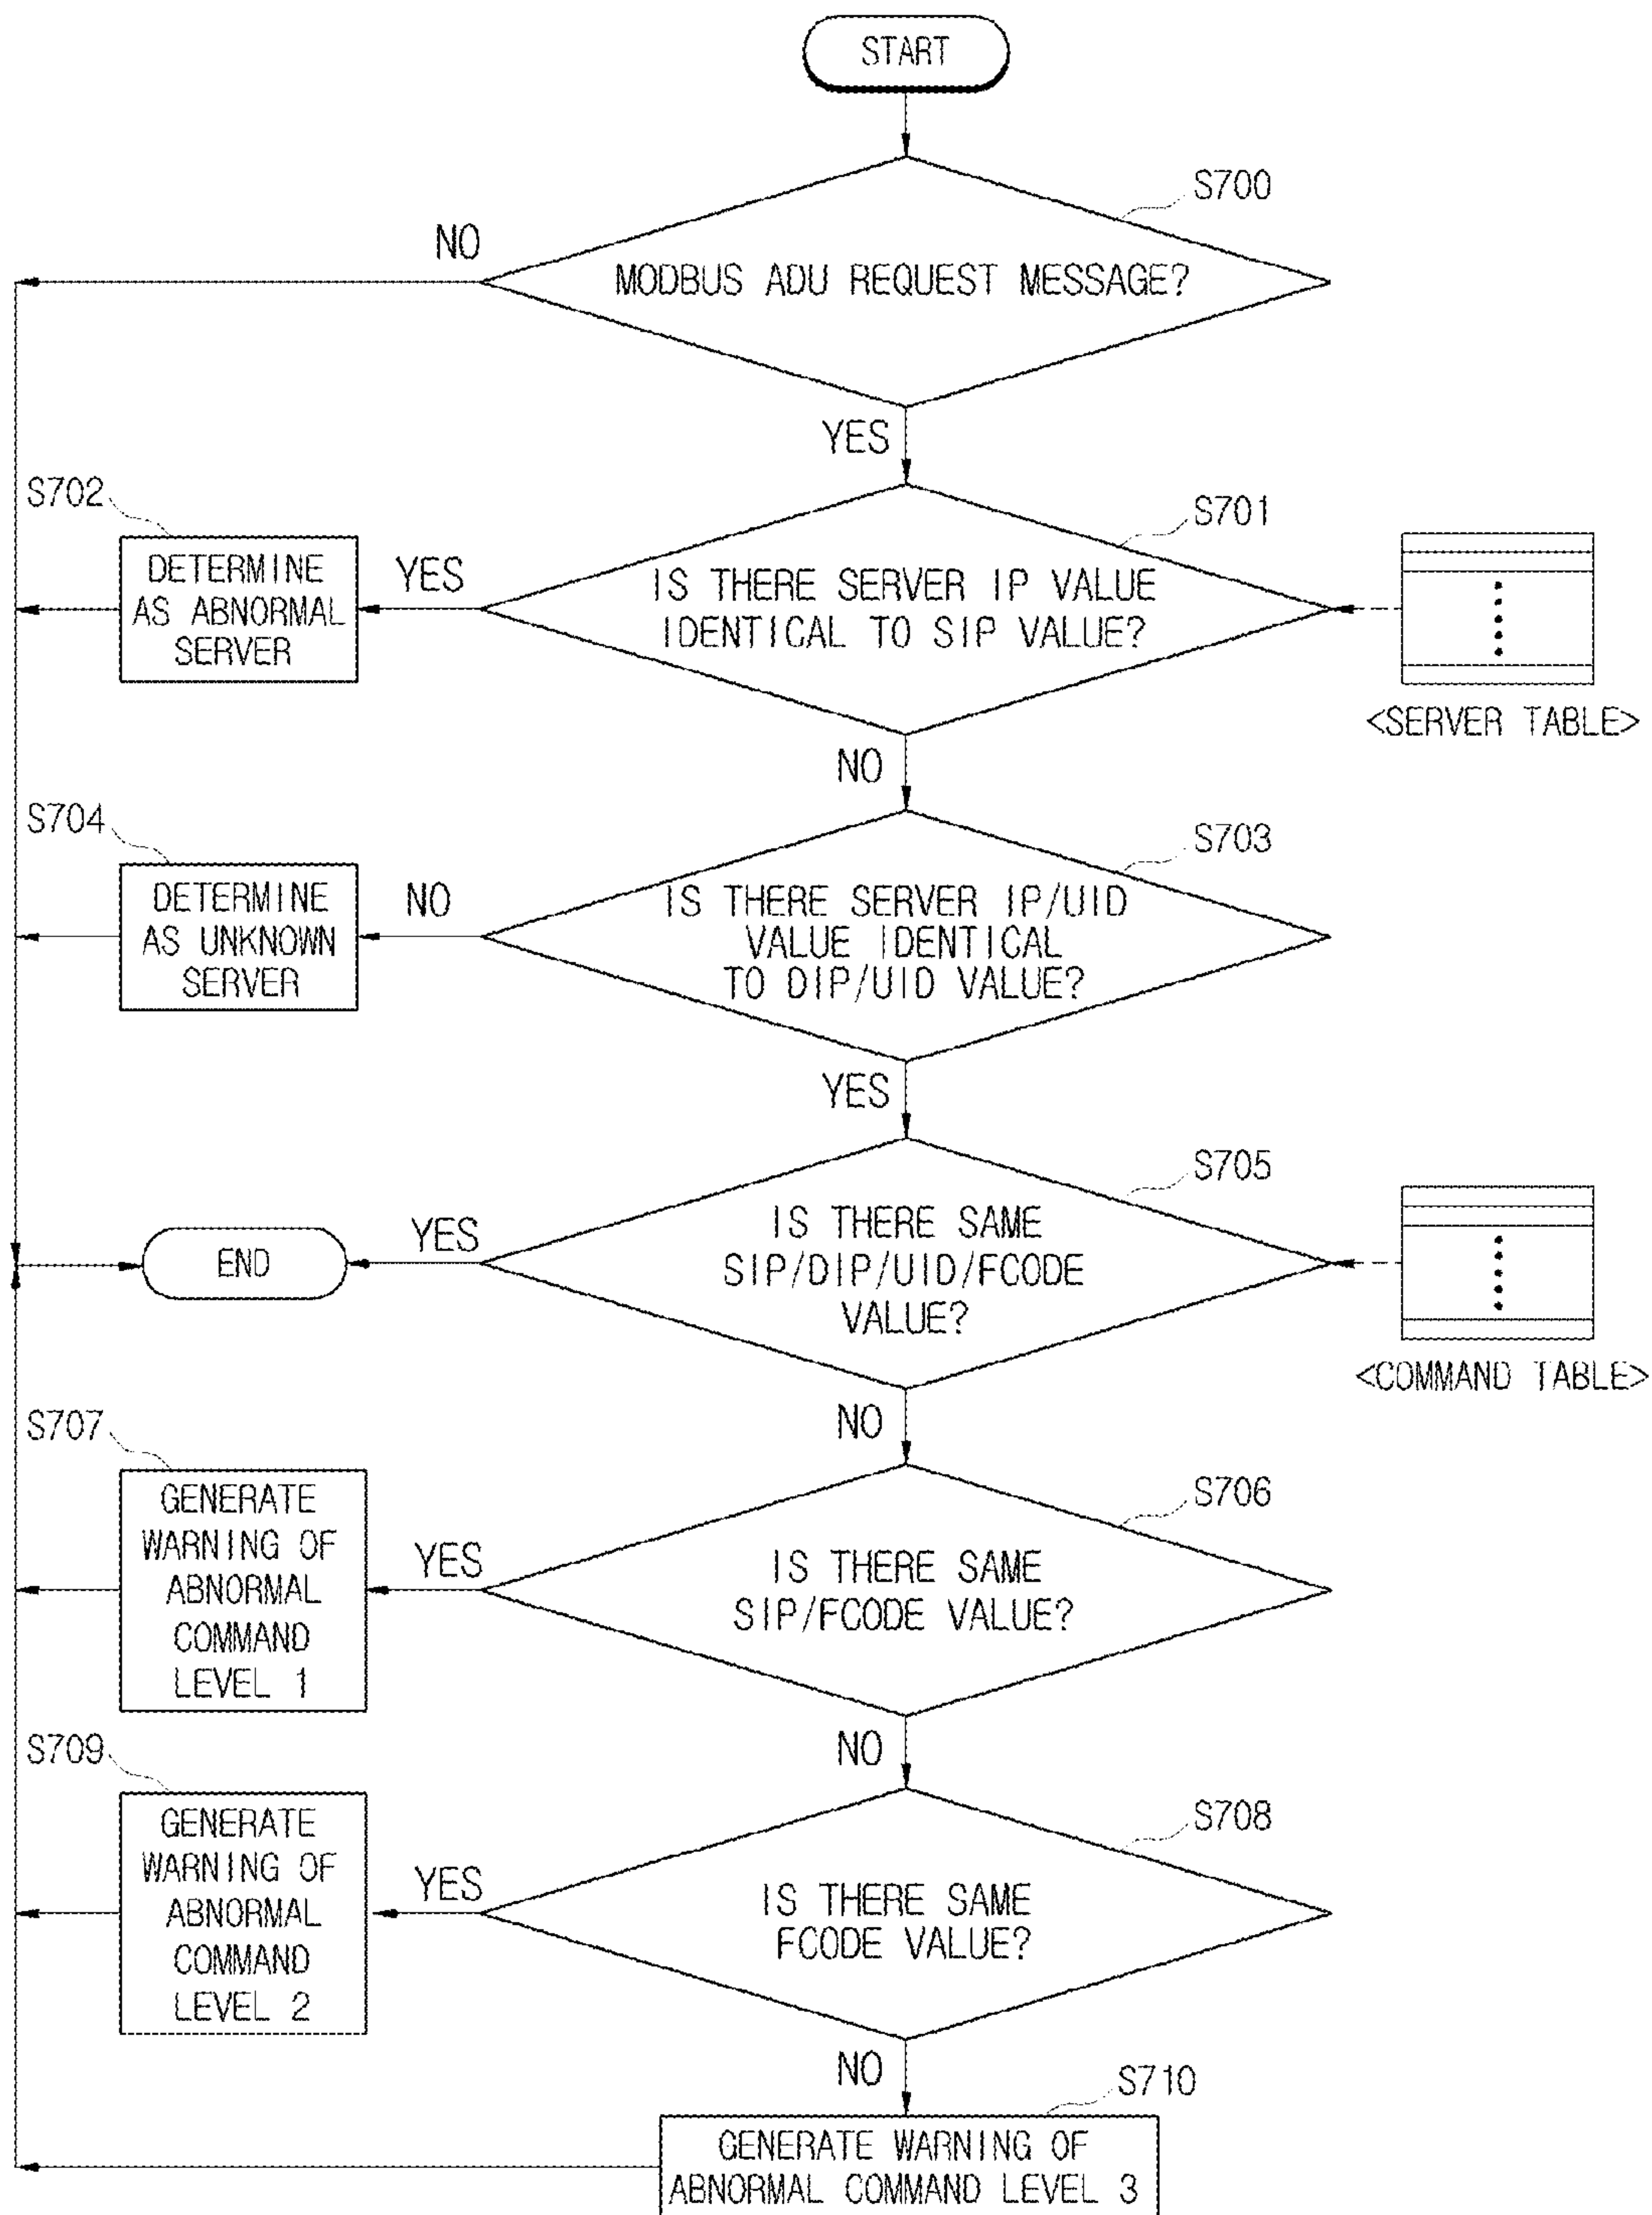 START
S700
NO
MODBUS ADU REQUEST MESSAGE?
YES
S702
S701
DETERMINE
AS ABNORMAL
SERVER
YES
IS THERE SERVER IP VALUE
IDENTICAL TO SIP VALUE?
<SERVER TABLE>
NO
S704
S703
DETERMINE
AS UNKNOWN
SERVER
NO
IS THERE SERVER IP/UID
VALUE IDENTICAL
TO DIP/UID VALUE?
YES
S705
END
YES
IS THERE SAME
SIP/DIP/UID/FCODE
VALUE?
<COMMAND TABLE>
NO
S707
S706
GENERATE
WARNING OF
ABNORMAL
COMMAND
LEVEL 1
YES
IS THERE SAME
SIP/FCODE VALUE?
NO
S709
S708
GENERATE
WARNING OF
ABNORMAL
COMMAND
LEVEL 2
YES
IS THERE SAME
FCODE VALUE?
NO
S710
GENERATE WARNING OF
ABNORMAL COMMAND LEVEL 3